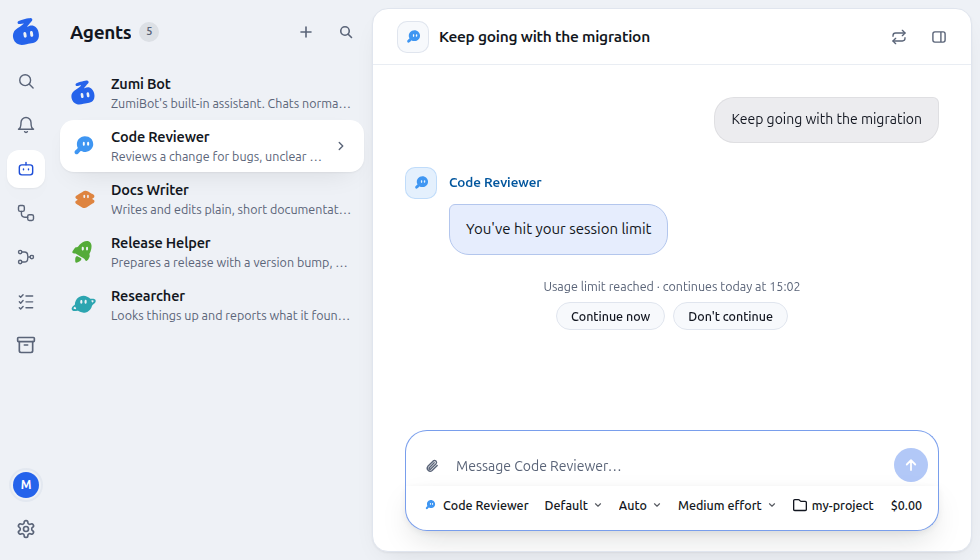 Agents 5
Zumi Bot
ZumiBot's built-in assistant. Chats norma…
Code Reviewer
Reviews a change for bugs, unclear …
Docs Writer
Writes and edits plain, short documentat…
Release Helper
Prepares a release with a version bump, …
Researcher
Looks things up and reports what it foun…
M
Keep going with the migration
Keep going with the migration
Code Reviewer
You've hit your session limit
Usage limit reached · continues today at 15:02
Continue now Don't continue
Message Code Reviewer…
Code Reviewer Default Auto Medium effort my-project $0.00